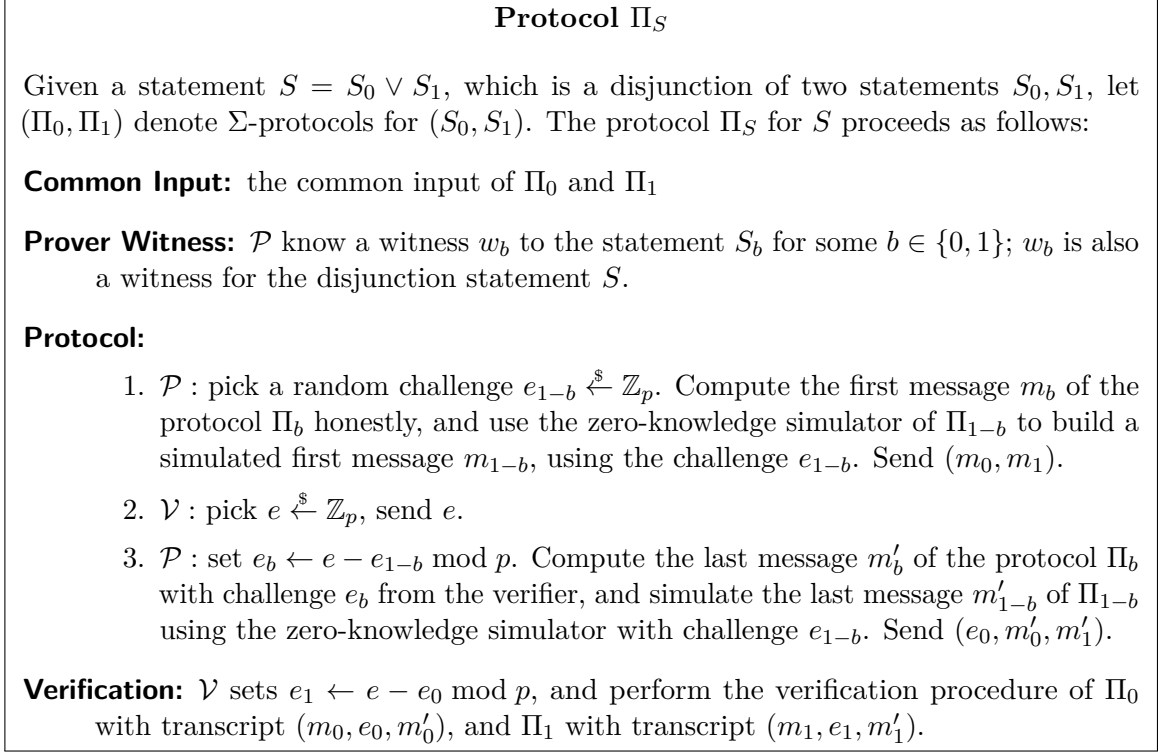 Protocol Π_S
Given a statement S = S_0 ∨ S_1, which is a disjunction of two statements S_0, S_1, let
(Π_0, Π_1) denote Σ-protocols for (S_0, S_1). The protocol Π_S for S proceeds as follows:
Common Input: the common input of Π_0 and Π_1
Prover Witness: 𝒫 know a witness w_b to the statement S_b for some b ∈ {0, 1}; w_b is also
a witness for the disjunction statement S.
Protocol:
1. 𝒫 : pick a random challenge e_{1−b} ←$ ℤ_p. Compute the first message m_b of the
protocol Π_b honestly, and use the zero-knowledge simulator of Π_{1−b} to build a
simulated first message m_{1−b}, using the challenge e_{1−b}. Send (m_0, m_1).
2. 𝒱 : pick e ←$ ℤ_p, send e.
3. 𝒫 : set e_b ← e − e_{1−b} mod p. Compute the last message m′_b of the protocol Π_b
with challenge e_b from the verifier, and simulate the last message m′_{1−b} of Π_{1−b}
using the zero-knowledge simulator with challenge e_{1−b}. Send (e_0, m′_0, m′_1).
Verification: 𝒱 sets e_1 ← e − e_0 mod p, and perform the verification procedure of Π_0
with transcript (m_0, e_0, m′_0), and Π_1 with transcript (m_1, e_1, m′_1).